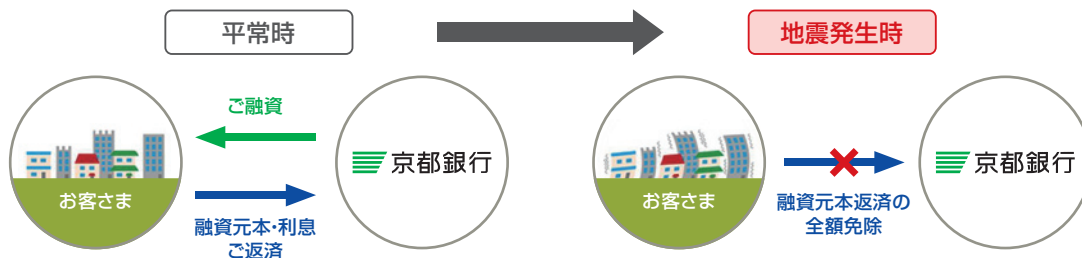 平常時
地震発生時
ご融資
京都銀行
お客さま
融資元本・利息
ご返済
京都銀行
お客さま
融資元本返済の
全額免除